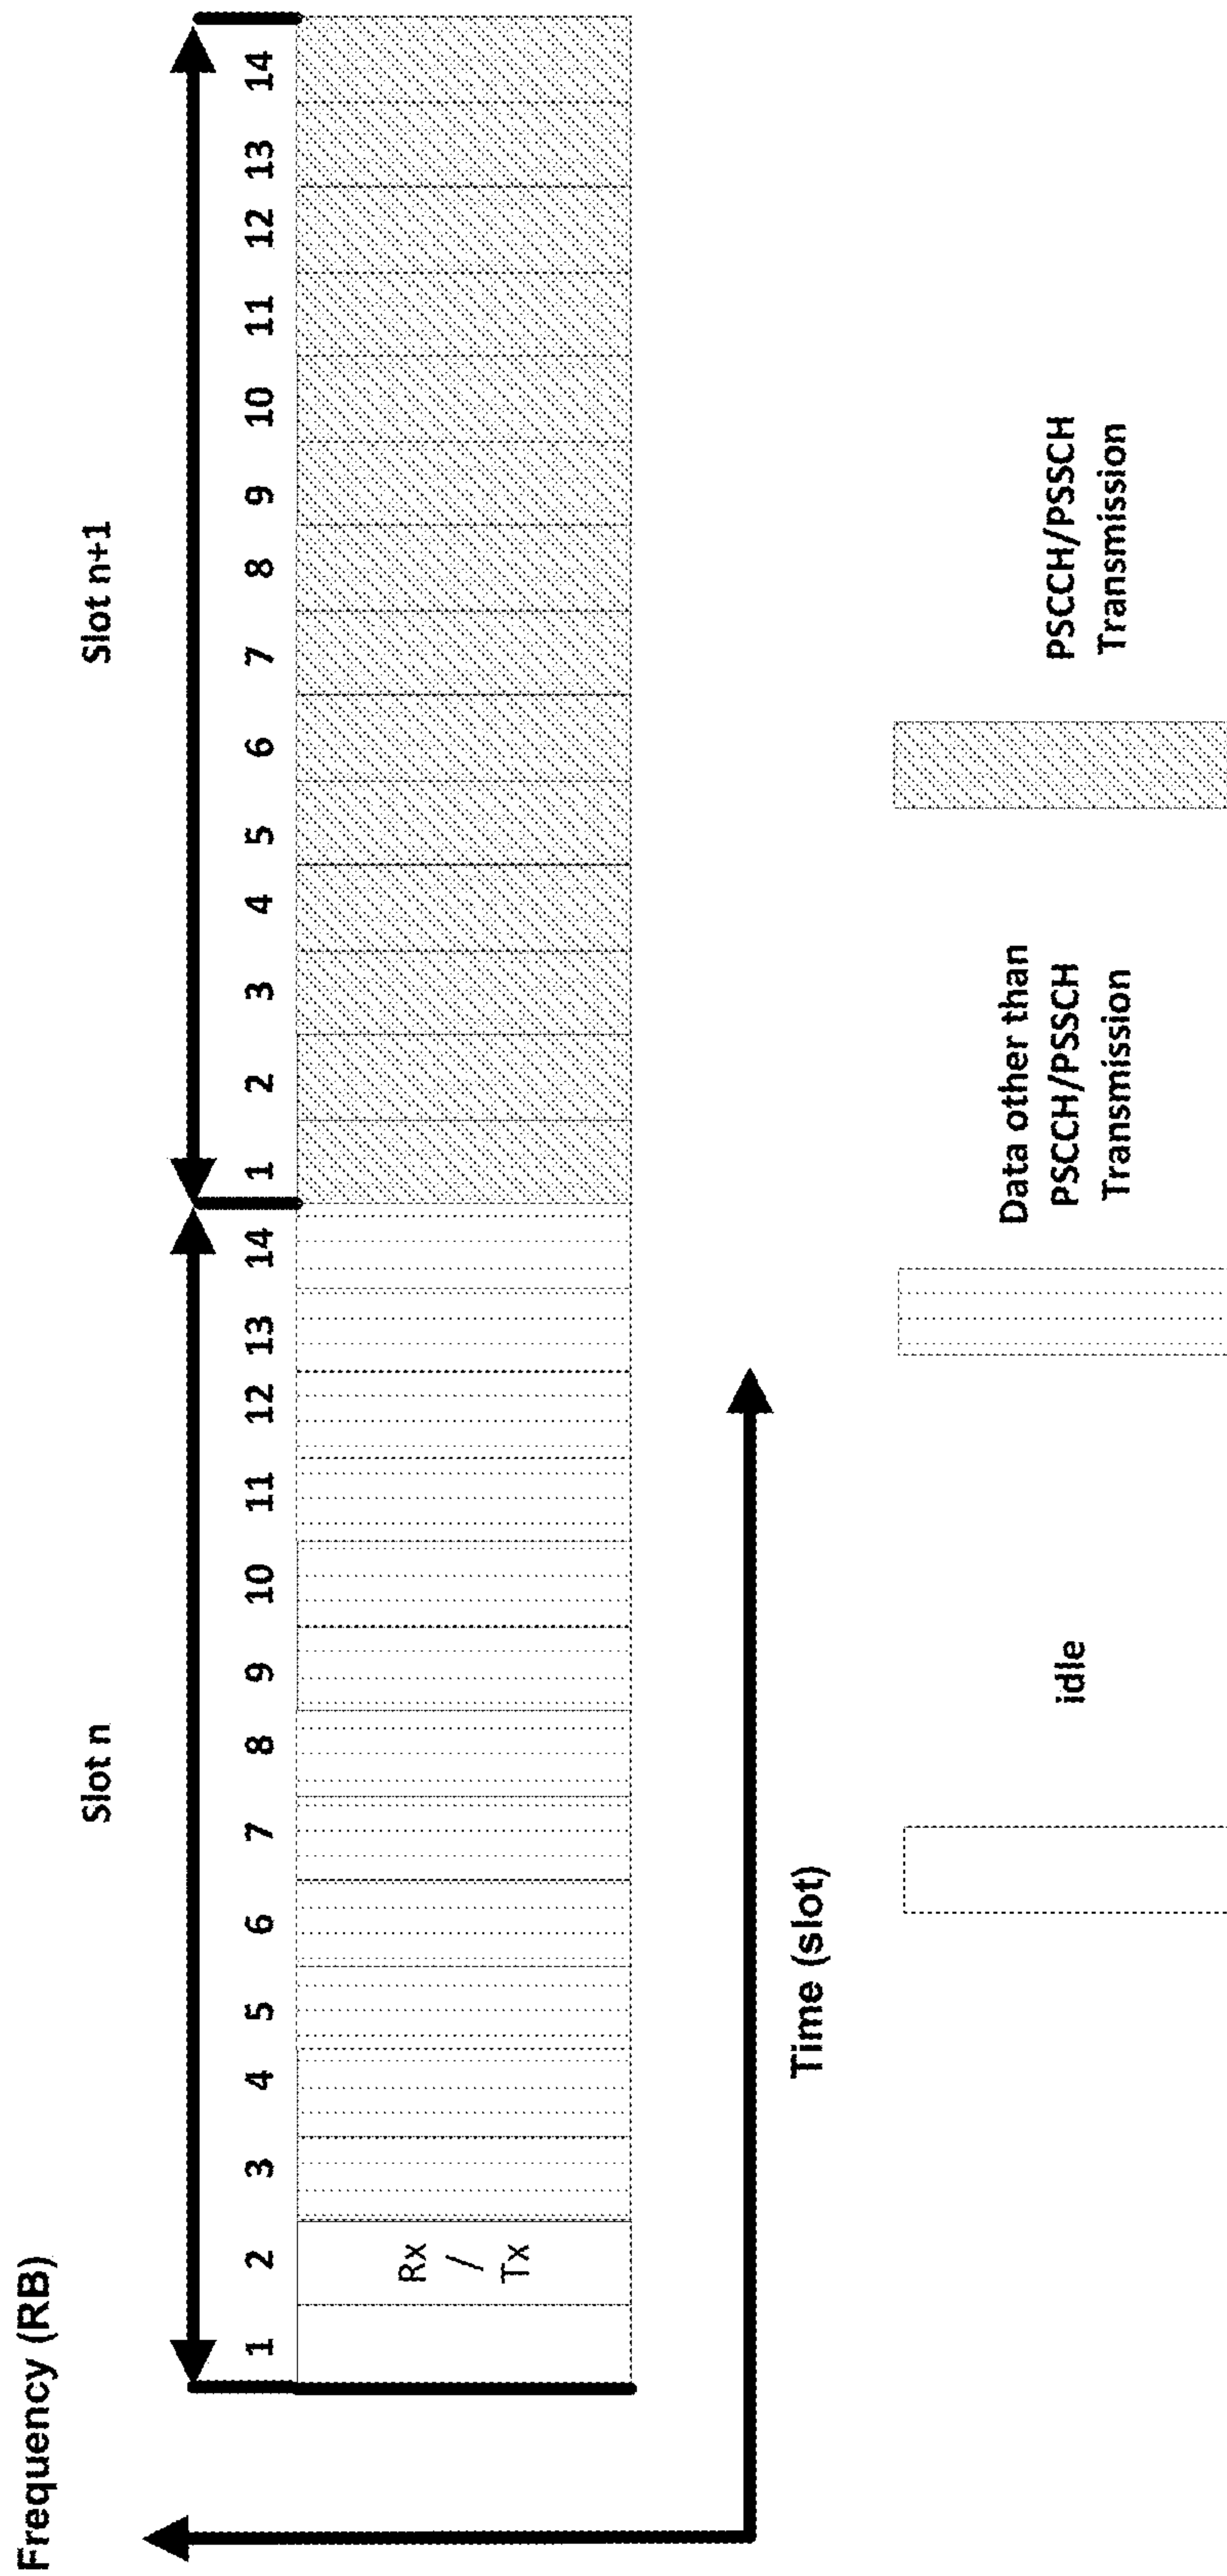 Frequency (RB)
Slot n
Slot n+1
1 2 3 4 5 6 7 8 9 10 11 12 13 14 1 2 3 4 5 6 7 8 9 10 11 12 13 14
Rx
/
Tx
Time (slot)
idle
Data other than
PSCCH/PSSCH
Transmission
PSCCH/PSSCH
Transmission